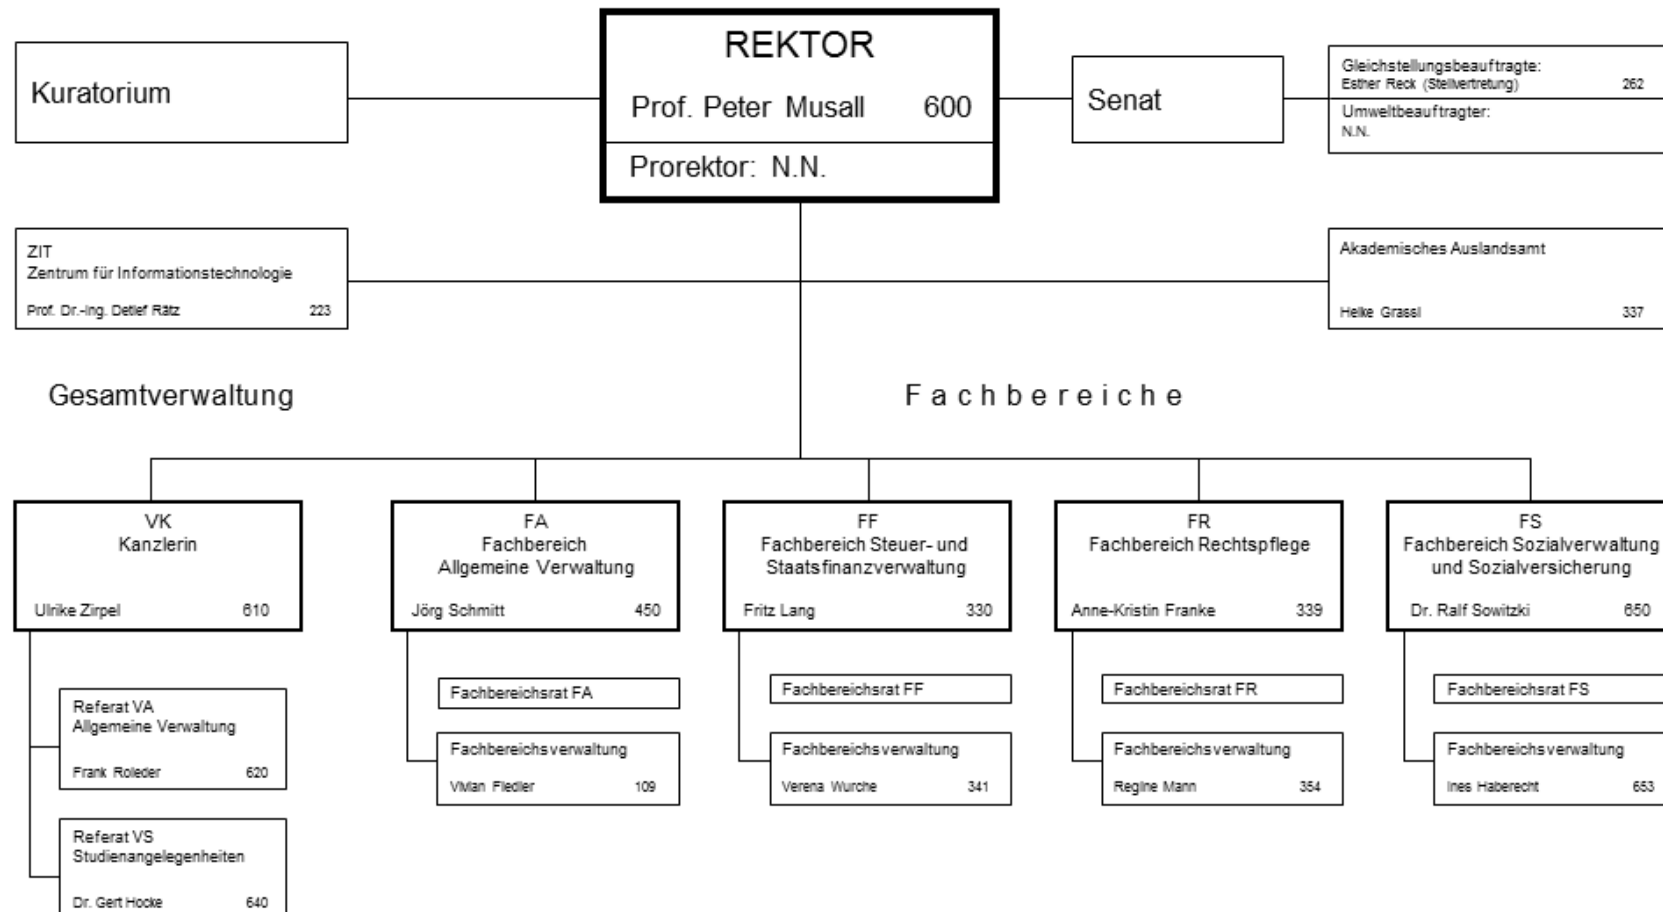 REKTOR
Prof. Peter Musall 600
Prorektor: N.N.
Kuratorium
Senat
Gleichstellungsbeauftragte:
Esther Reck (Stellvertretung) 262
Umweltbeauftragter:
N.N.
ZIT
Zentrum für Informationstechnologie
Prof. Dr.-Ing. Detlef Rätz 223
Akademisches Auslandsamt
Heike Grassl 337
Gesamtverwaltung
Fachbereiche
VK
Kanzlerin
Ulrike Zirpel 610
FA
Fachbereich
Allgemeine Verwaltung
Jörg Schmitt 450
FF
Fachbereich Steuer- und
Staatsfinanzverwaltung
Fritz Lang 330
FR
Fachbereich Rechtspflege
Anne-Kristin Franke 339
FS
Fachbereich Sozialverwaltung
und Sozialversicherung
Dr. Ralf Sowitzki 650
Referat VA
Allgemeine Verwaltung
Frank Roleder 620
Referat VS
Studienangelegenheiten
Dr. Gert Hocke 640
Fachbereichsrat FA
Fachbereichsverwaltung
Vivian Fiedler 109
Fachbereichsrat FF
Fachbereichsverwaltung
Verena Wurche 341
Fachbereichsrat FR
Fachbereichsverwaltung
Regine Mann 354
Fachbereichsrat FS
Fachbereichsverwaltung
Ines Haberecht 653